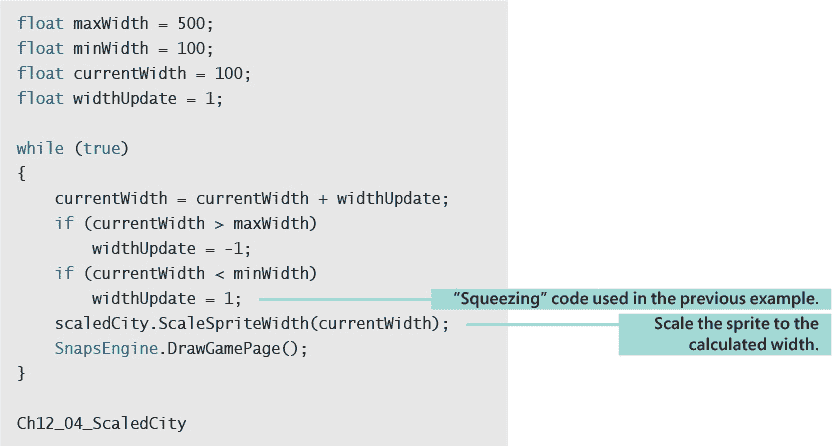 float maxWidth = 500;
float minWidth = 100;
float currentWidth = 100;
float widthUpdate = 1;

while (true)
{
    currentWidth = currentWidth + widthUpdate;
    if (currentWidth > maxWidth)
        widthUpdate = -1;
    if (currentWidth < minWidth)
        widthUpdate = 1;
“Squeezing” code used in the previous example.
    scaledCity.ScaleSpriteWidth(currentWidth);
Scale the sprite to the
calculated width.
    SnapsEngine.DrawGamePage();
}

Ch12_04_ScaledCity